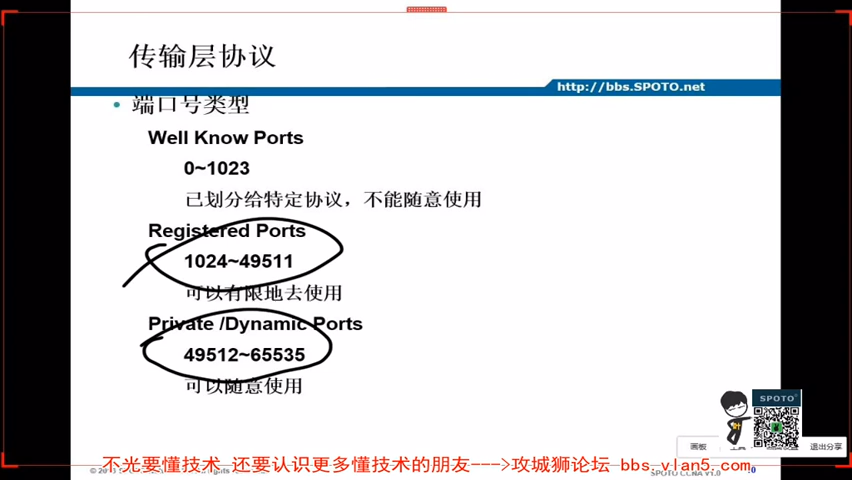 传输层协议
http://bbs.SPOTO.net
• 端口号类型
Well Know Ports
0~1023
已划分给特定协议，不能随意使用
Registered Ports
1024~49511
可以有限地去使用
Private /Dynamic Ports
49512~65535
可以随意使用
SPOTO
画板
退出分享
不光要懂技术 还要认识更多懂技术的朋友--->攻城狮论坛 bbs.vlan5.com
SPOTO CCNA V1.0